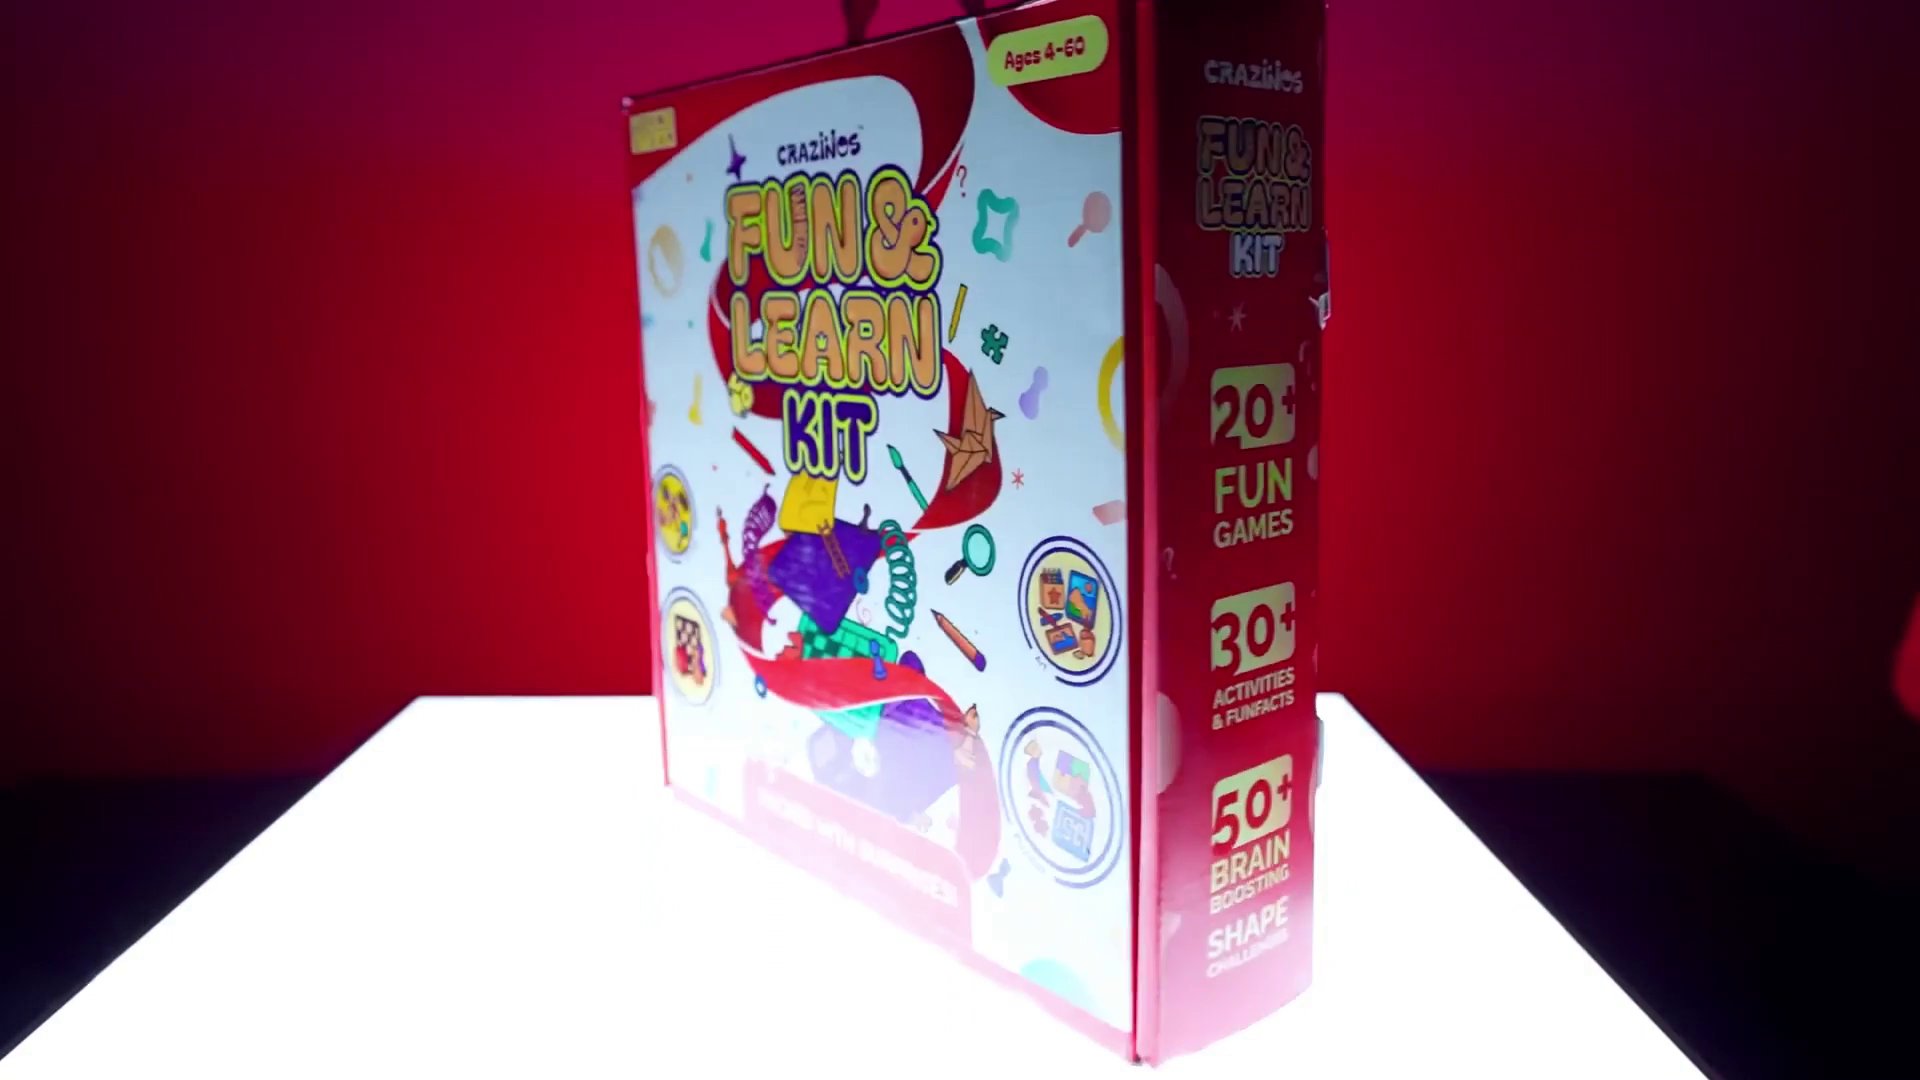 Ages 4-60
CRAZiNOS
FUN &
LEARN
KIT
CRAZiNOS
FUN &
LEARN
KIT
20+
FUN
GAMES
30+
ACTIVITIES
& FUNFACTS
50+
BRAIN
BOOSTING
SHAPE
CHALLENGES